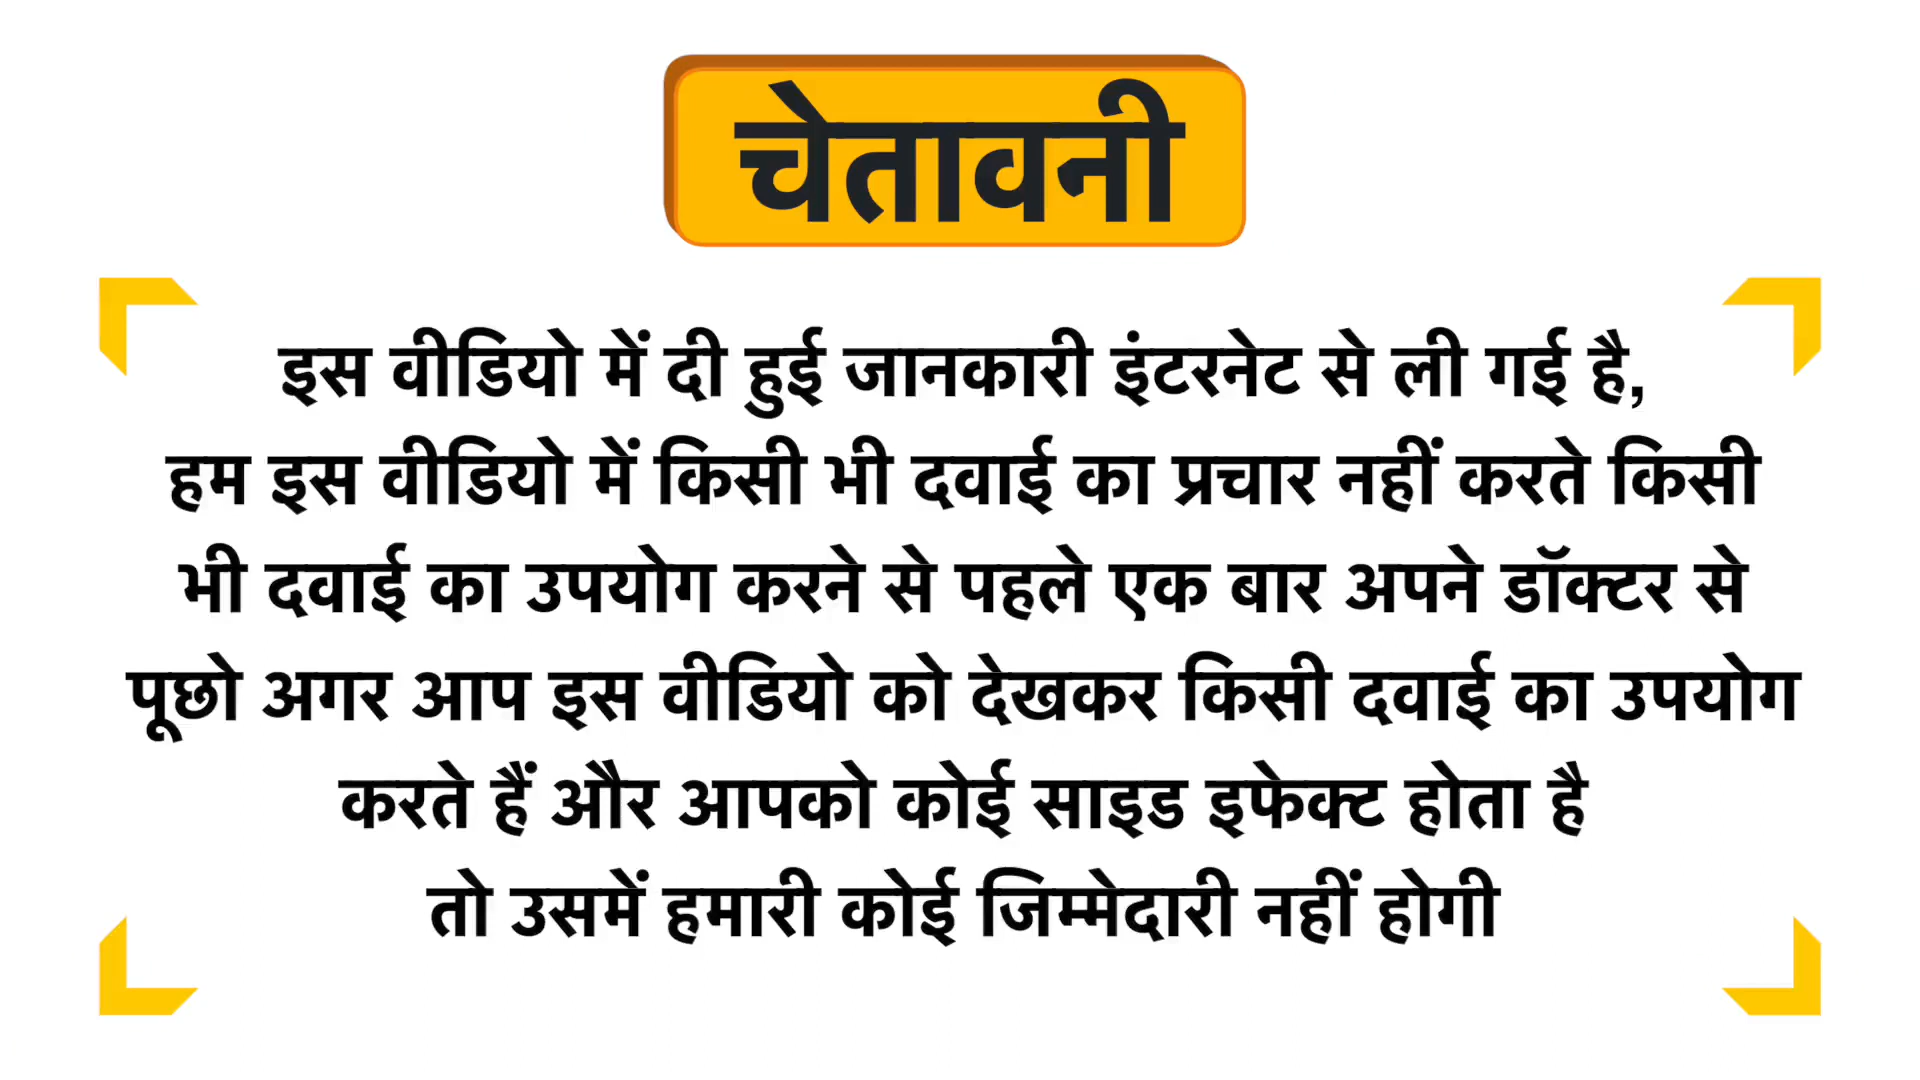 चेतावनी
इस वीडियो में दी हुई जानकारी इंटरनेट से ली गई है,
हम इस वीडियो में किसी भी दवाई का प्रचार नहीं करते किसी
भी दवाई का उपयोग करने से पहले एक बार अपने डॉक्टर से
पूछो अगर आप इस वीडियो को देखकर किसी दवाई का उपयोग
करते हैं और आपको कोई साइड इफेक्ट होता है
तो उसमें हमारी कोई जिम्मेदारी नहीं होगी